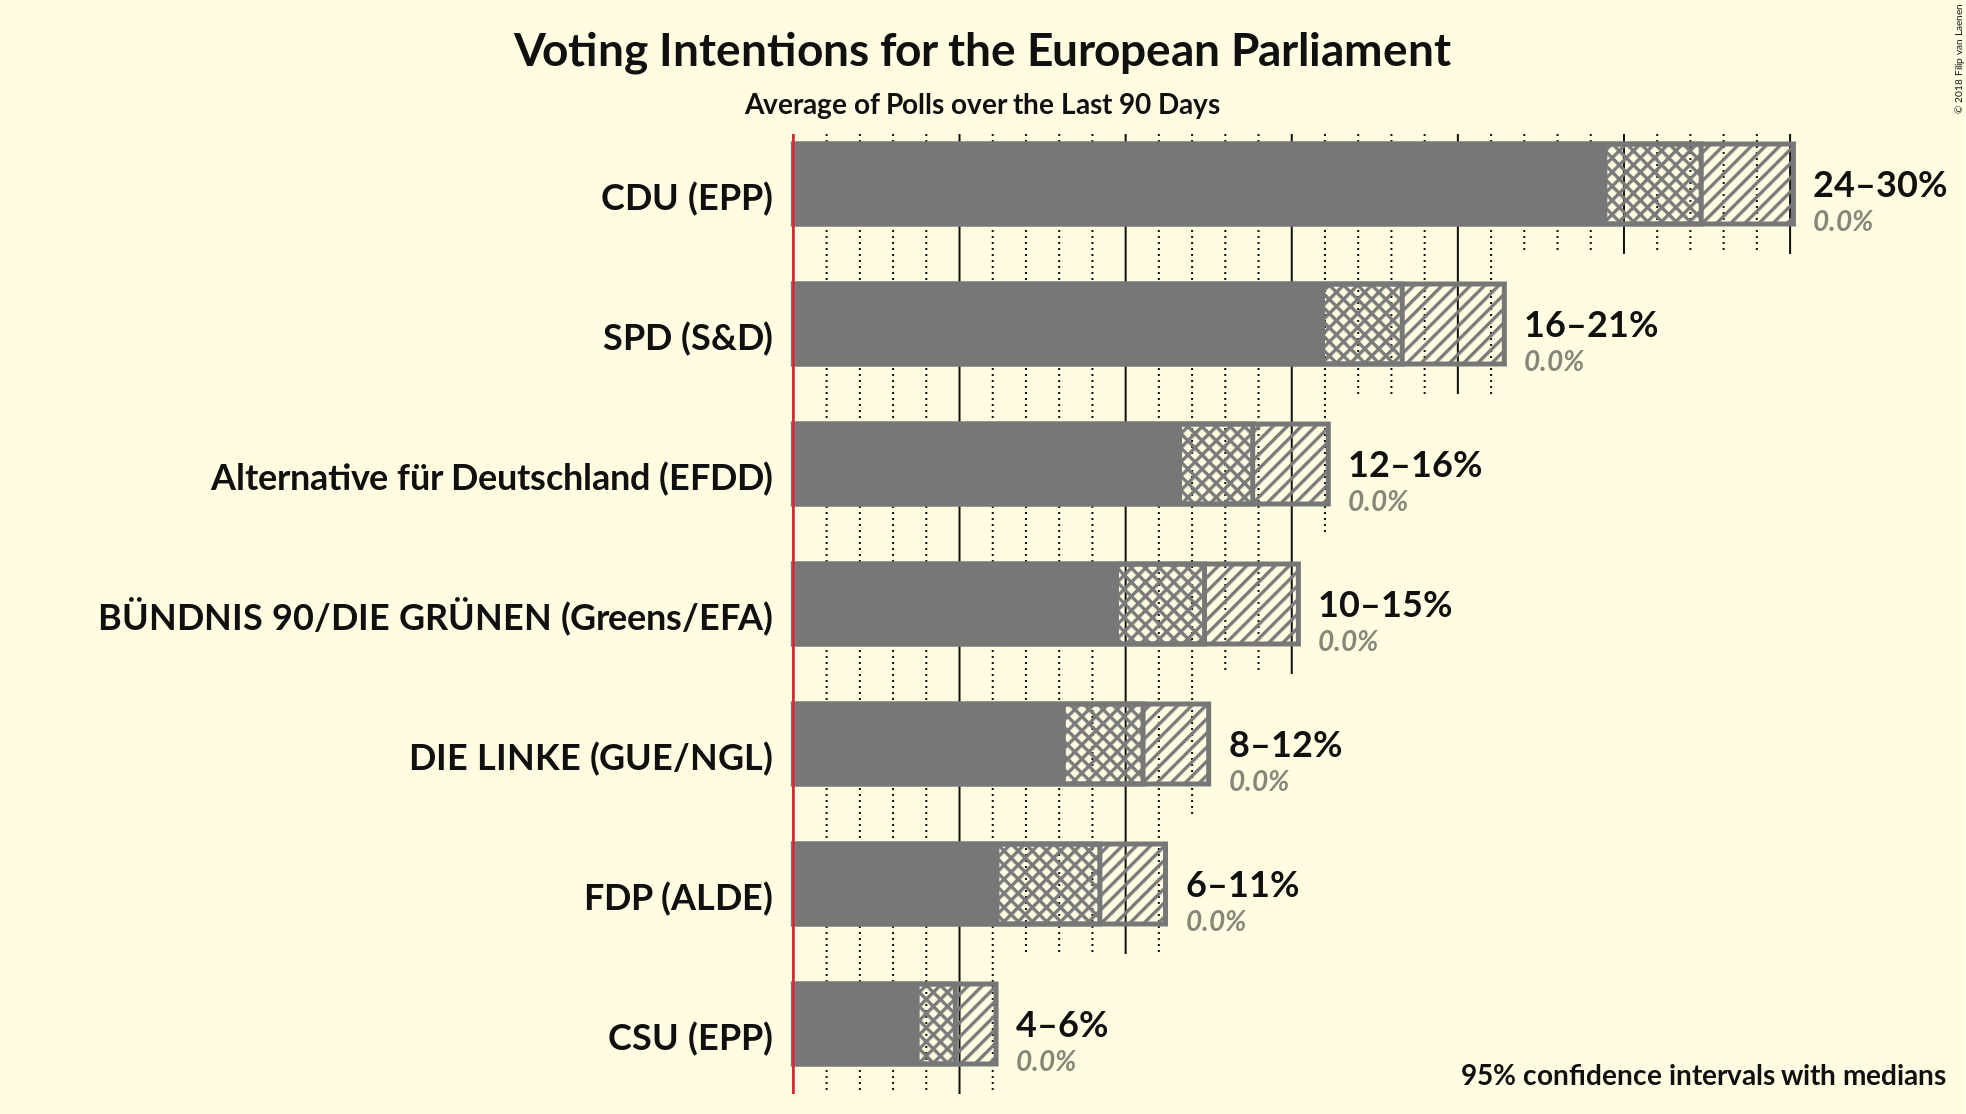 Voting Intentions for the European Parliament
Average of Polls over the Last 90 Days
© 2018 Filip van Laenen
CDU (EPP)
24–30%
0.0%
SPD (S&D)
16–21%
0.0%
Alternative für Deutschland (EFDD)
12–16%
0.0%
BÜNDNIS 90/DIE GRÜNEN (Greens/EFA)
10–15%
0.0%
DIE LINKE (GUE/NGL)
8–12%
0.0%
FDP (ALDE)
6–11%
0.0%
CSU (EPP)
4–6%
0.0%
95% confidence intervals with medians